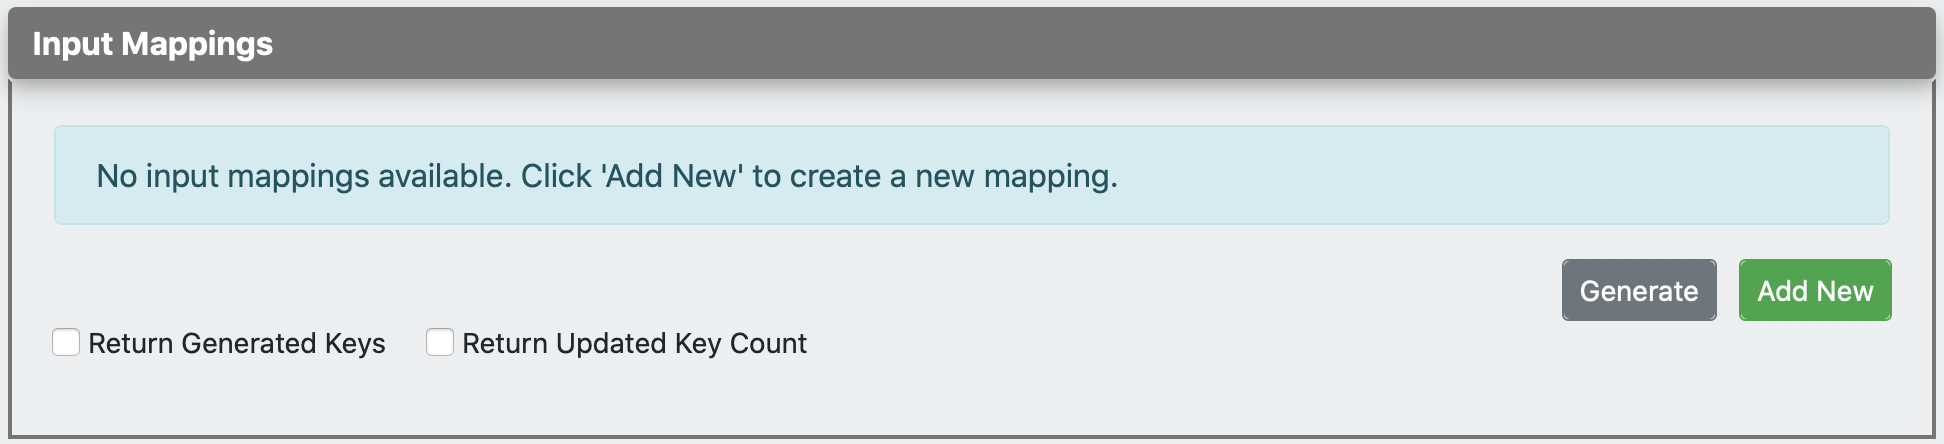 Input Mappings
No input mappings available. Click 'Add New' to create a new mapping.
Generate Add New
Return Generated Keys Return Updated Key Count